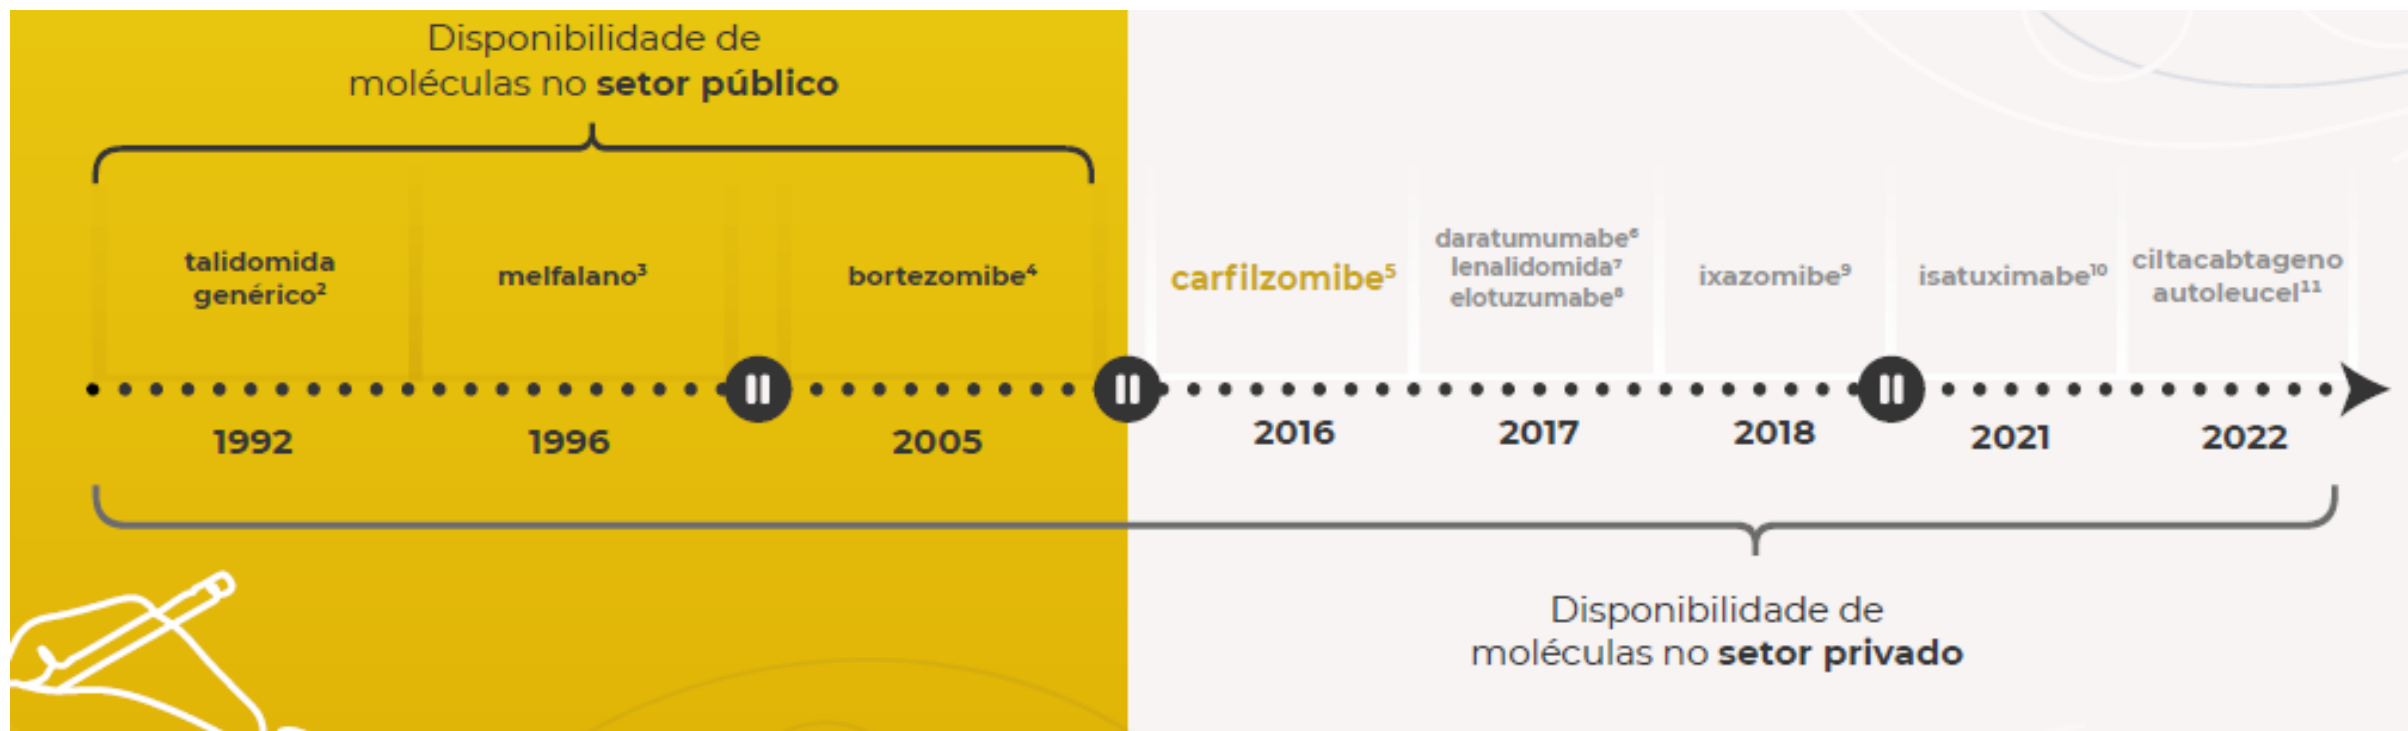 Disponibilidade de
moléculas no setor público
talidomida
genérico²
melfalano³
bortezomibe⁴
carfilzomibe⁵
daratumumabe⁶
lenalidomida⁷
elotuzumabe⁸
ixazomibe⁹
isatuximabe¹⁰
ciltacabtageno
autoleucel¹¹
1992
1996
2005
2016
2017
2018
2021
2022
Disponibilidade de
moléculas no setor privado